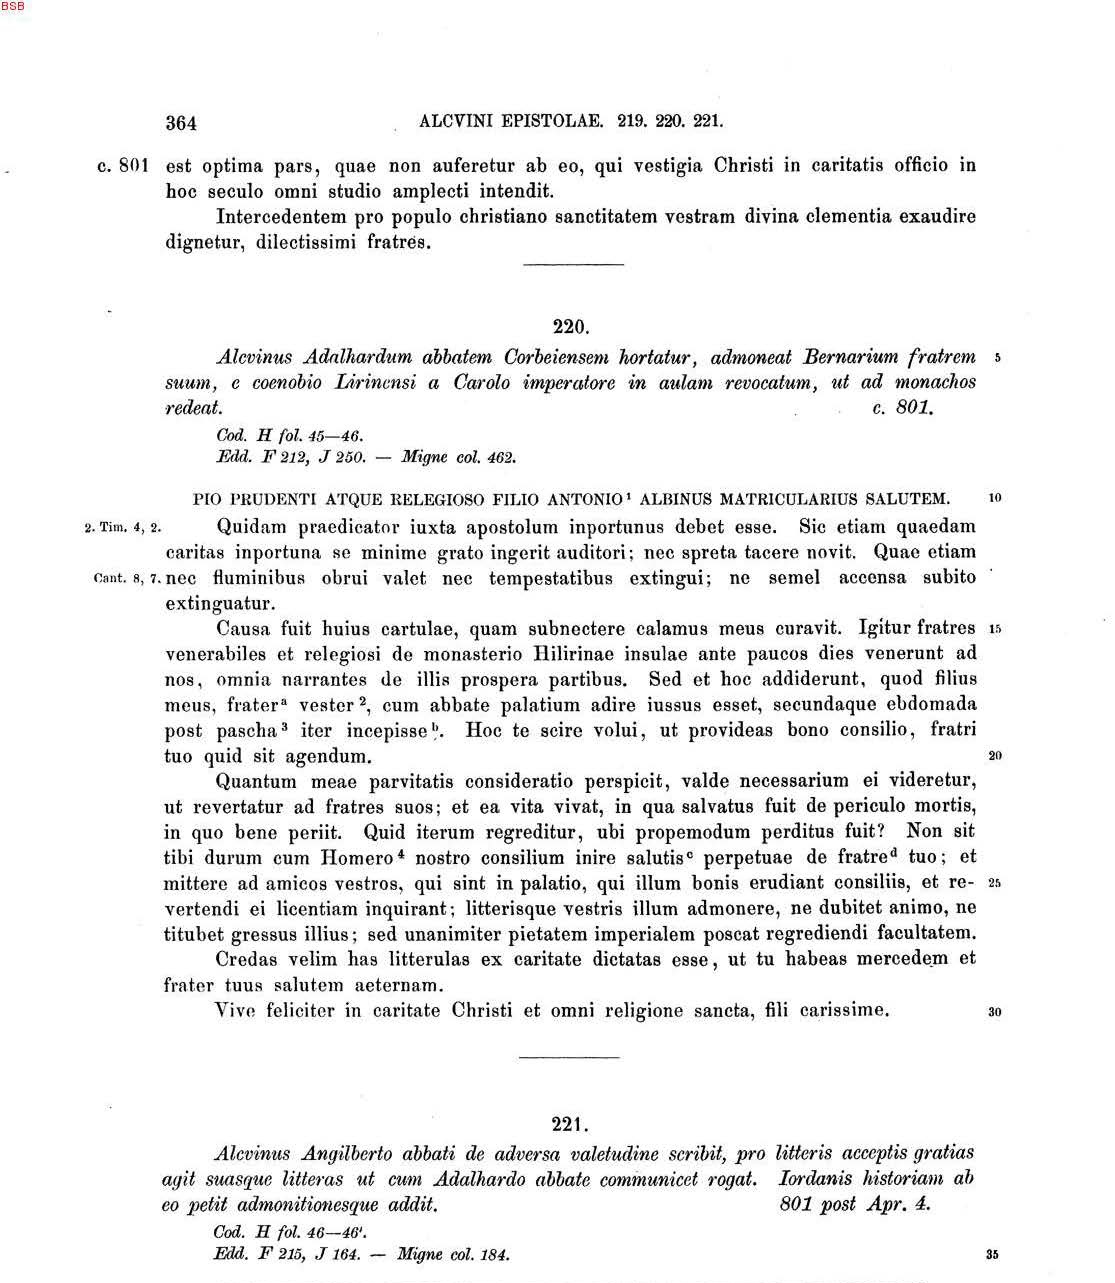 BSB
364 ALCVINI EPISTOLAE. 219. 220. 221.
c. 801 est optima pars, quae non auferetur ab eo, qui vestigia Christi in caritatis officio in
hoc seculo omni studio amplecti intendit.
Intercedentem pro populo christiano sanctitatem vestram divina clementia exaudire
dignetur, dilectissimi fratres.
220.
Alcvinus Adalhardum abbatem Corbeiensem hortatur, admoneat Bernarium fratrem 5
suum, e coenobio Lirinensi a Carolo imperatore in aulam revocatum, ut ad monachos
redeat. c. 801.
Cod. H fol. 45—46.
Edd. F 212, J 250. — Migne col. 462.
PIO PRUDENTI ATQUE RELEGIOSO FILIO ANTONIO¹ ALBINUS MATRICULARIUS SALUTEM. 10
2. Tim. 4, 2. Quidam praedicator iuxta apostolum inportunus debet esse. Sic etiam quaedam
caritas inportuna se minime grato ingerit auditori; nec spreta tacere novit. Quae etiam
Cant. 8, 7. nec fluminibus obrui valet nec tempestatibus extingui; ne semel accensa subito
extinguatur.
Causa fuit huius cartulae, quam subnectere calamus meus curavit. Igitur fratres 15
venerabiles et relegiosi de monasterio Hilirinae insulae ante paucos dies venerunt ad
nos, omnia narrantes de illis prospera partibus. Sed et hoc addiderunt, quod filius
meus, fraterᵃ vester², cum abbate palatium adire iussus esset, secundaque ebdomada
post pascha³ iter incepisseᵇ. Hoc te scire volui, ut provideas bono consilio, fratri
tuo quid sit agendum. 20
Quantum meae parvitatis consideratio perspicit, valde necessarium ei videretur,
ut revertatur ad fratres suos; et ea vita vivat, in qua salvatus fuit de periculo mortis,
in quo bene periit. Quid iterum regreditur, ubi propemodum perditus fuit? Non sit
tibi durum cum Homero⁴ nostro consilium inire salutisᶜ perpetuae de fratreᵈ tuo; et
mittere ad amicos vestros, qui sint in palatio, qui illum bonis erudiant consiliis, et re- 25
vertendi ei licentiam inquirant; litterisque vestris illum admonere, ne dubitet animo, ne
titubet gressus illius; sed unanimiter pietatem imperialem poscat regrediendi facultatem.
Credas velim has litterulas ex caritate dictatas esse, ut tu habeas mercedem et
frater tuus salutem aeternam.
Vive feliciter in caritate Christi et omni religione sancta, fili carissime. 30
221.
Alcvinus Angilberto abbati de adversa valetudine scribit, pro litteris acceptis gratias
agit suasque litteras ut cum Adalhardo abbate communicet rogat. Iordanis historiam ab
eo petit admonitionesque addit. 801 post Apr. 4.
Cod. H fol. 46—46'.
Edd. F 215, J 164. — Migne col. 184. 35